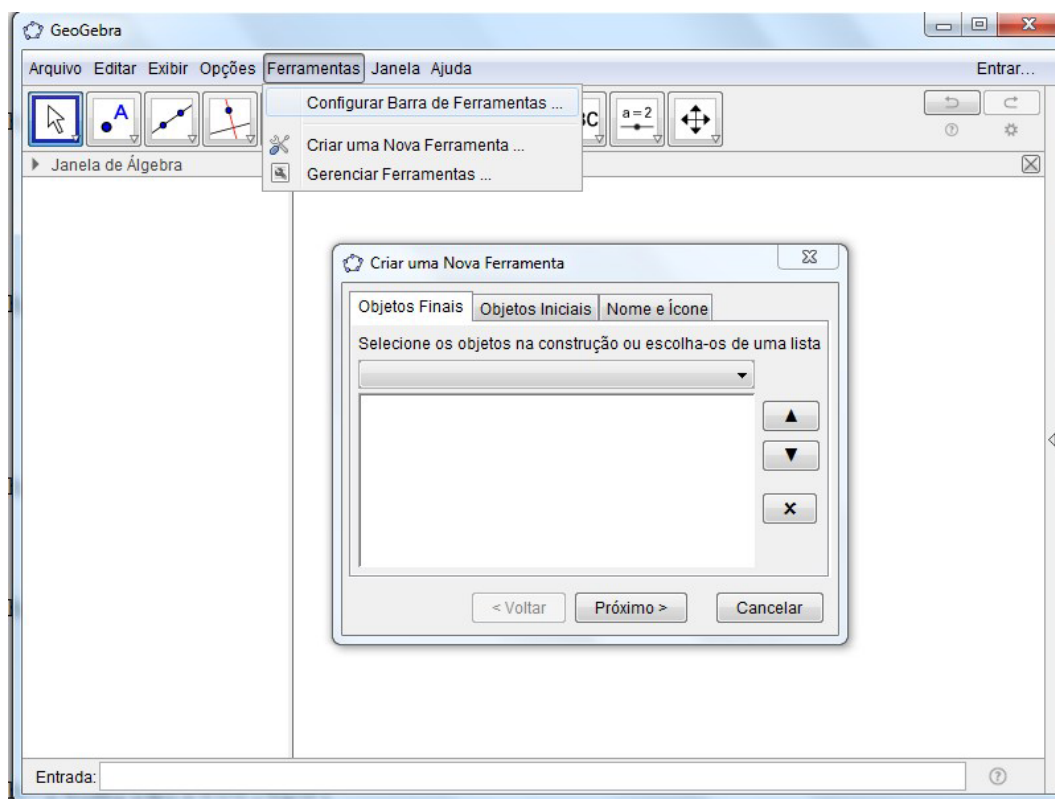 GeoGebra
Arquivo Editar Exibir Opções Ferramentas Janela Ajuda Entrar...
A a=2
Configurar Barra de Ferramentas ...
Criar uma Nova Ferramenta ...
Gerenciar Ferramentas ...
Janela de Álgebra
Criar uma Nova Ferramenta
Objetos Finais Objetos Iniciais Nome e Ícone
Selecione os objetos na construção ou escolha-os de uma lista
< Voltar Próximo > Cancelar
Entrada: